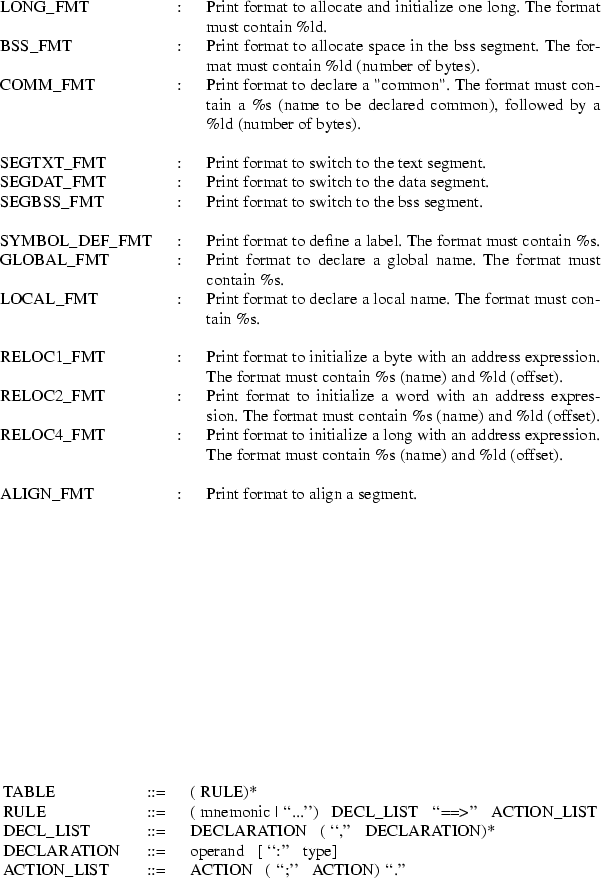 LONG_FMT : Print format to allocate and initialize one long. The format
must contain %ld.
BSS_FMT : Print format to allocate space in the bss segment. The for-
mat must contain %ld (number of bytes).
COMM_FMT : Print format to declare a "common". The format must con-
tain a %s (name to be declared common), followed by a
%ld (number of bytes).
SEGTXT_FMT : Print format to switch to the text segment.
SEGDAT_FMT : Print format to switch to the data segment.
SEGBSS_FMT : Print format to switch to the bss segment.
SYMBOL_DEF_FMT : Print format to define a label. The format must contain %s.
GLOBAL_FMT : Print format to declare a global name. The format must
contain %s.
LOCAL_FMT : Print format to declare a local name. The format must con-
tain %s.
RELOC1_FMT : Print format to initialize a byte with an address expression.
The format must contain %s (name) and %ld (offset).
RELOC2_FMT : Print format to initialize a word with an address expres-
sion. The format must contain %s (name) and %ld (offset).
RELOC4_FMT : Print format to initialize a long with an address expression.
The format must contain %s (name) and %ld (offset).
ALIGN_FMT : Print format to align a segment.
TABLE ::= ( RULE)*
RULE ::= ( mnemonic | “...’’) DECL_LIST “==>” ACTION_LIST
DECL_LIST ::= DECLARATION ( “,” DECLARATION)*
DECLARATION ::= operand [ “:” type]
ACTION_LIST ::= ACTION ( “;’’ ACTION) “.”